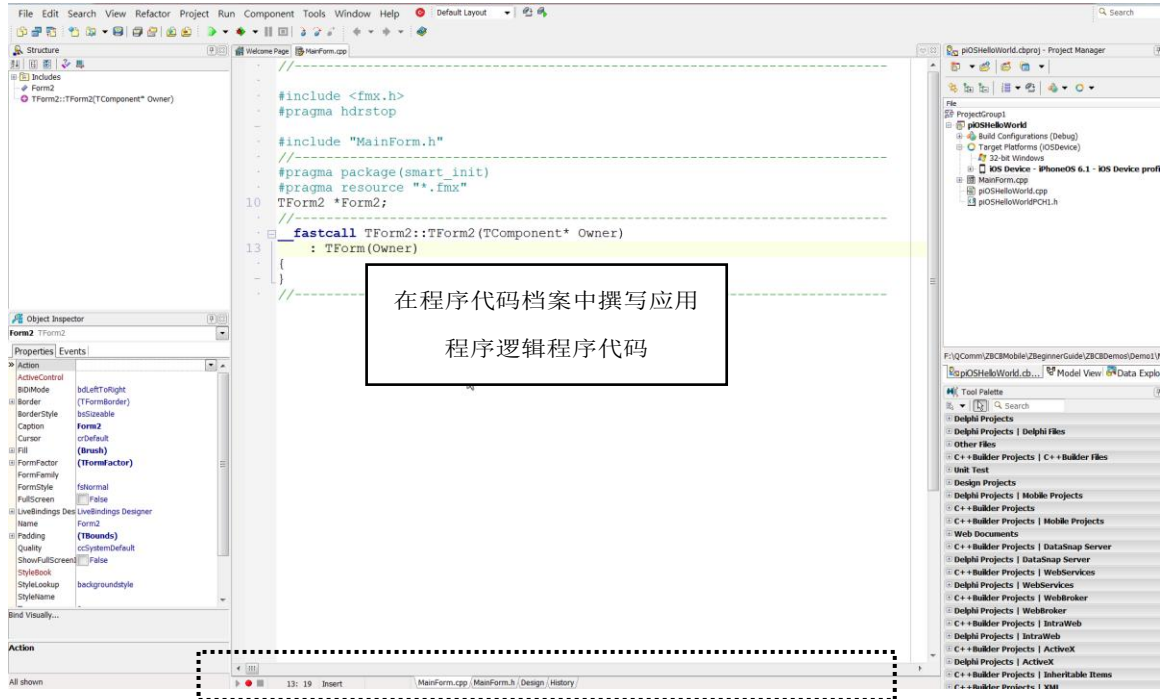 File Edit Search View Refactor Project Run Component Tools Window Help Default Layout Search
Structure
Includes
Form2
TForm2::TForm2(TComponent* Owner)
Welcome Page MainForm.cpp
//---------------------------------------------------------------------------
#include <fmx.h>
#pragma hdrstop
#include "MainForm.h"
//---------------------------------------------------------------------------
#pragma package(smart_init)
#pragma resource "*.fmx"
10 TForm2 *Form2;
//---------------------------------------------------------------------------
__fastcall TForm2::TForm2(TComponent* Owner)
13 : TForm(Owner)
{
}
//---------------------------------------------------------------------------
在程序代码档案中撰写应用
程序逻辑程序代码
Object Inspector
Form2 TForm2
Properties Events
Action
ActiveControl
BiDiMode bdLeftToRight
Border (TFormBorder)
BorderStyle bsSizeable
Caption Form2
Cursor crDefault
Fill (Brush)
FormFactor (TFormFactor)
FormFamily
FormStyle fsNormal
FullScreen False
LiveBindings Des LiveBindings Designer
Name Form2
Padding (TBounds)
Quality ccSystemDefault
ShowFullScreenI False
StyleBook
StyleLookup backgroundstyle
StyleName
Bind Visually...
Action
All shown
13: 19 Insert MainForm.cpp MainForm.h Design History
piOSHelloWorld.cbproj - Project Manager
File
ProjectGroup1
piOSHelloWorld
Build Configurations (Debug)
Target Platforms (iOSDevice)
32-bit Windows
iOS Device - iPhoneOS 6.1 - iOS Device profi
MainForm.cpp
piOSHelloWorld.cpp
piOSHelloWorldPCH1.h
F:\QComm\ZBCBMobile\ZBeginnerGuide\ZBCBDemos\Demo1\
piOSHelloWorld.cb... Model View Data Explo
Tool Palette
Search
Delphi Projects
Delphi Projects | Delphi Files
Other Files
C++Builder Projects | C++Builder Files
Unit Test
Design Projects
Delphi Projects | Mobile Projects
C++Builder Projects
C++Builder Projects | Mobile Projects
Web Documents
C++Builder Projects | DataSnap Server
Delphi Projects | DataSnap Server
C++Builder Projects | WebServices
Delphi Projects | WebServices
C++Builder Projects | WebBroker
Delphi Projects | WebBroker
C++Builder Projects | IntraWeb
Delphi Projects | IntraWeb
C++Builder Projects | ActiveX
Delphi Projects | ActiveX
C++Builder Projects | Inheritable Items
C++Builder Projects | XML